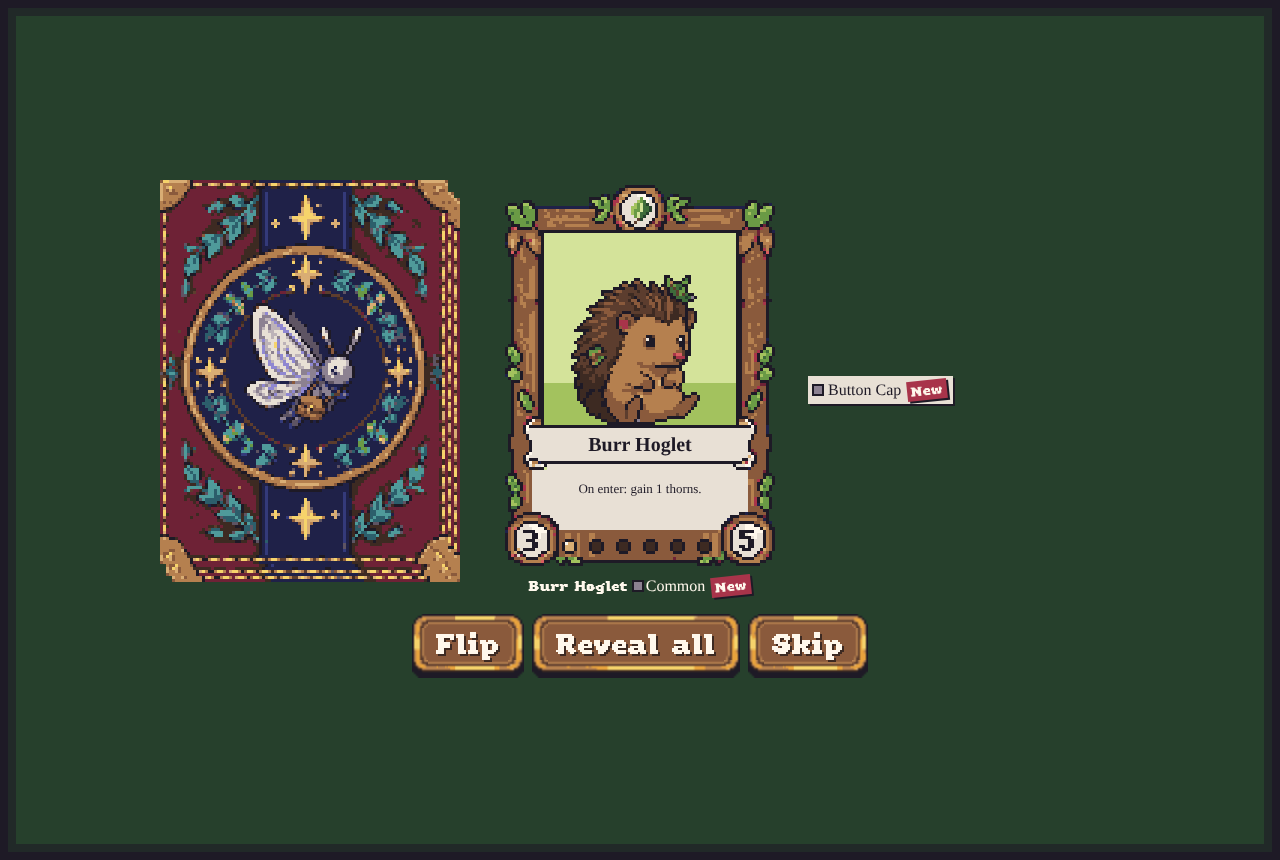 Burr Hoglet
On enter: gain 1 thorns.
3
5
Burr Hoglet Common New
Button Cap New
Flip
Reveal all
Skip